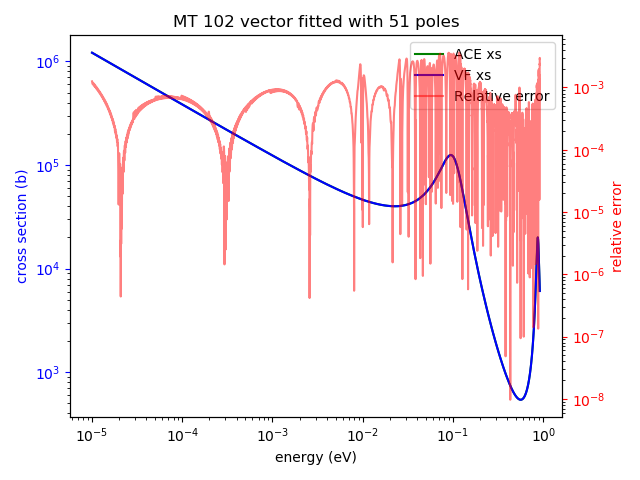 MT 102 vector fitted with 51 poles
ACE xs
VF xs
Relative error
cross section (b)
10^6
10^5
10^4
10^3
relative error
10^-3
10^-4
10^-5
10^-6
10^-7
10^-8
10^-5 10^-4 10^-3 10^-2 10^-1 10^0
energy (eV)